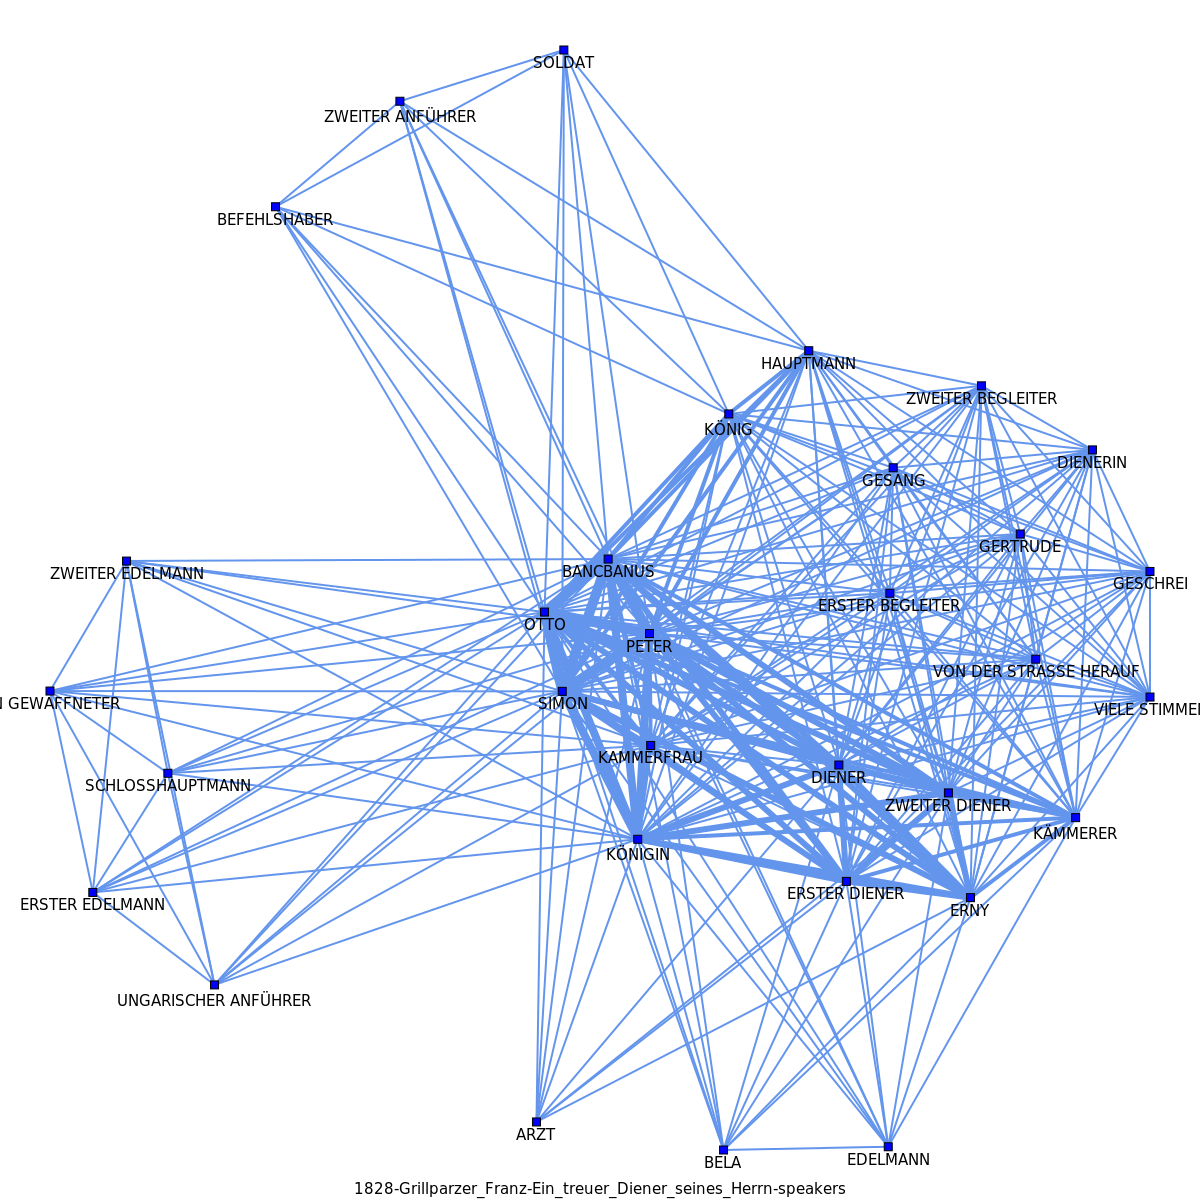 SOLDAT
ZWEITER ANFÜHRER
BEFEHLSHABER
HAUPTMANN
ZWEITER BEGLEITER
KÖNIG
DIENERIN
GESANG
GERTRUDE
BANCBANUS
ZWEITER EDELMANN
GESCHREI
ERSTER BEGLEITER
OTTO
PETER
VON DER STRASSE HERAUF
N GEWAFFNETER
SIMON
VIELE STIMMEN
KAMMERFRAU
DIENER
SCHLOSSHAUPTMANN
ZWEITER DIENER
KÄMMERER
KÖNIGIN
ERSTER DIENER
ERSTER EDELMANN
ERNY
UNGARISCHER ANFÜHRER
ARZT
EDELMANN
BELA
1828-Grillparzer_Franz-Ein_treuer_Diener_seines_Herrn-speakers